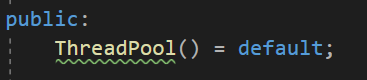 public:
ThreadPool() = default;